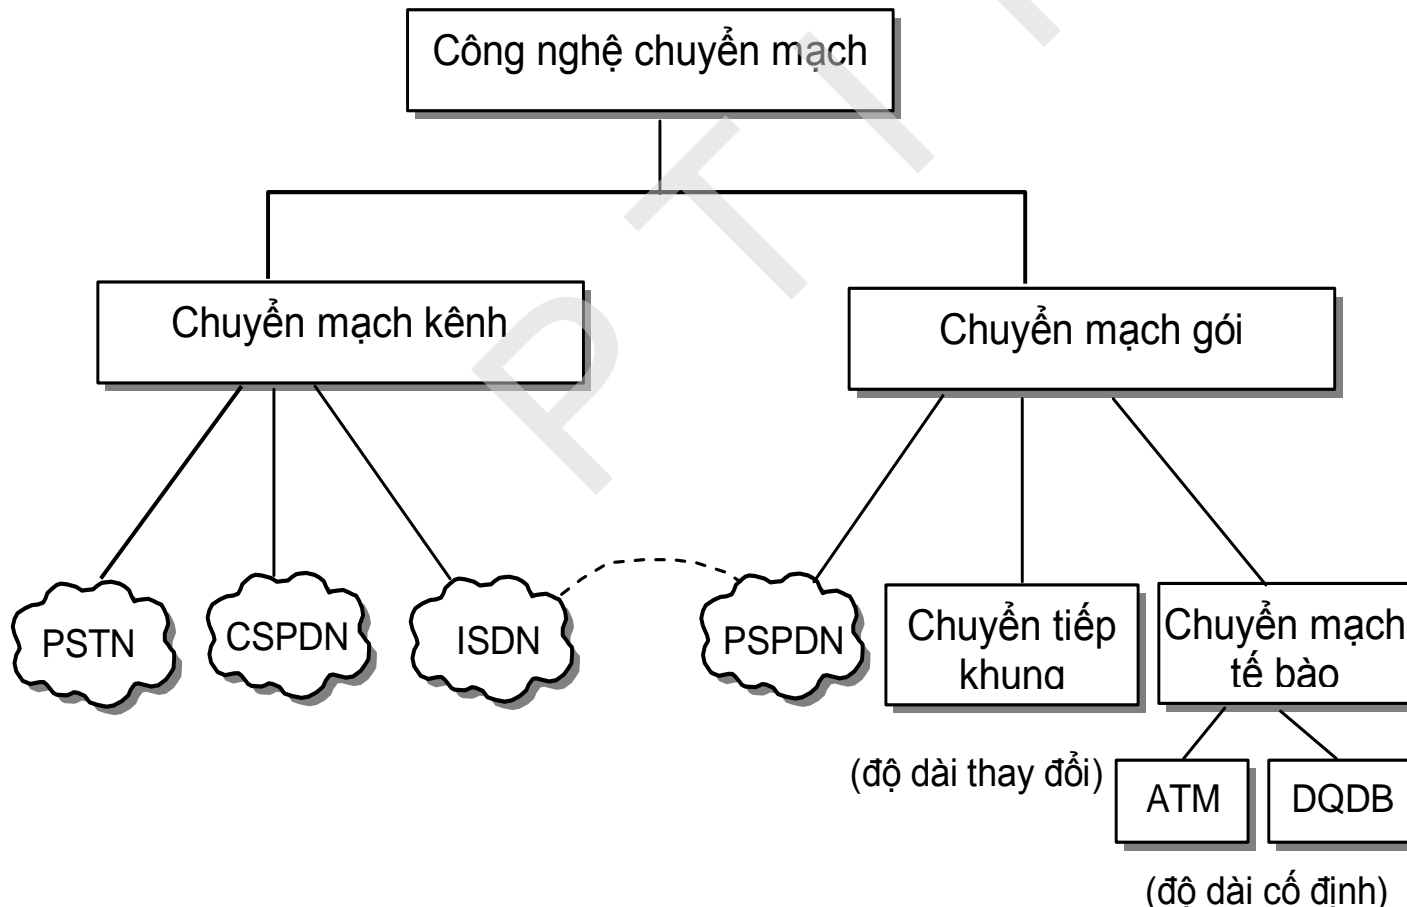 Công nghệ chuyển mạch
Chuyển mạch kênh
Chuyển mạch gói
PSTN
CSPDN
ISDN
PSPDN
Chuyển tiếp
khung
Chuyển mạch
tế bào
(độ dài thay đổi)
ATM
DQDB
(độ dài cố định)
P T I T